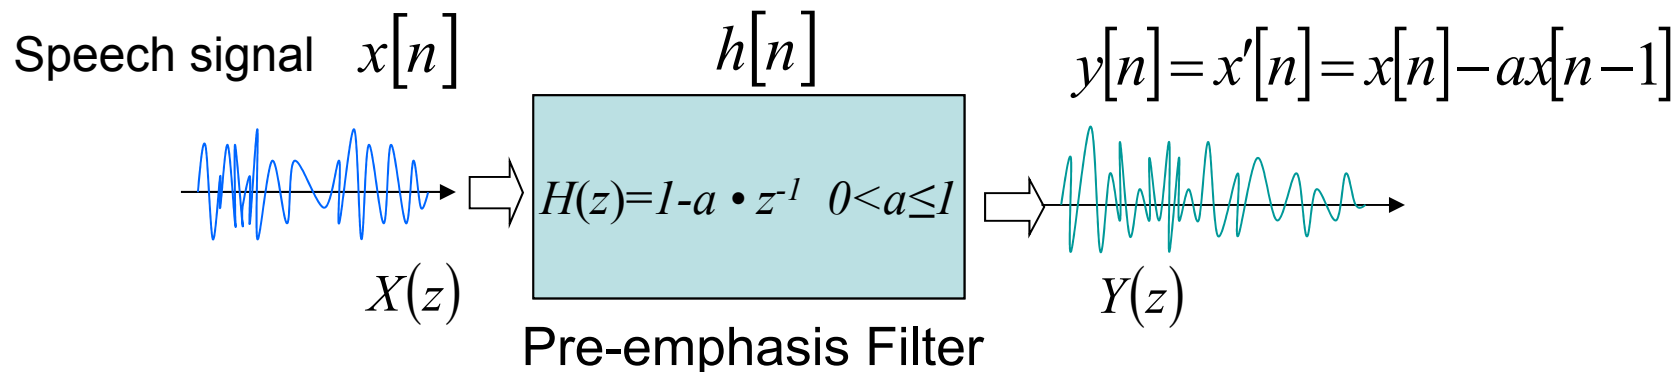 Speech signal x[n]
h[n]
y[n]=x′[n]=x[n]−ax[n−1]
H(z)=1-a • z⁻¹ 0<a≤1
X(z)
Y(z)
Pre-emphasis Filter